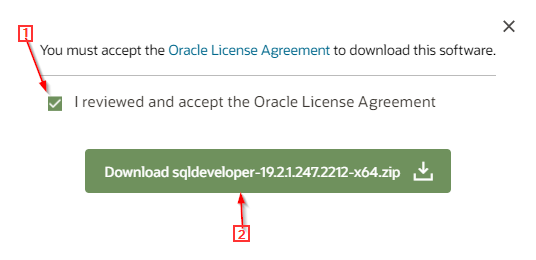 1
You must accept the Oracle License Agreement to download this software.
I reviewed and accept the Oracle License Agreement
Download sqldeveloper-19.2.1.247.2212-x64.zip
2